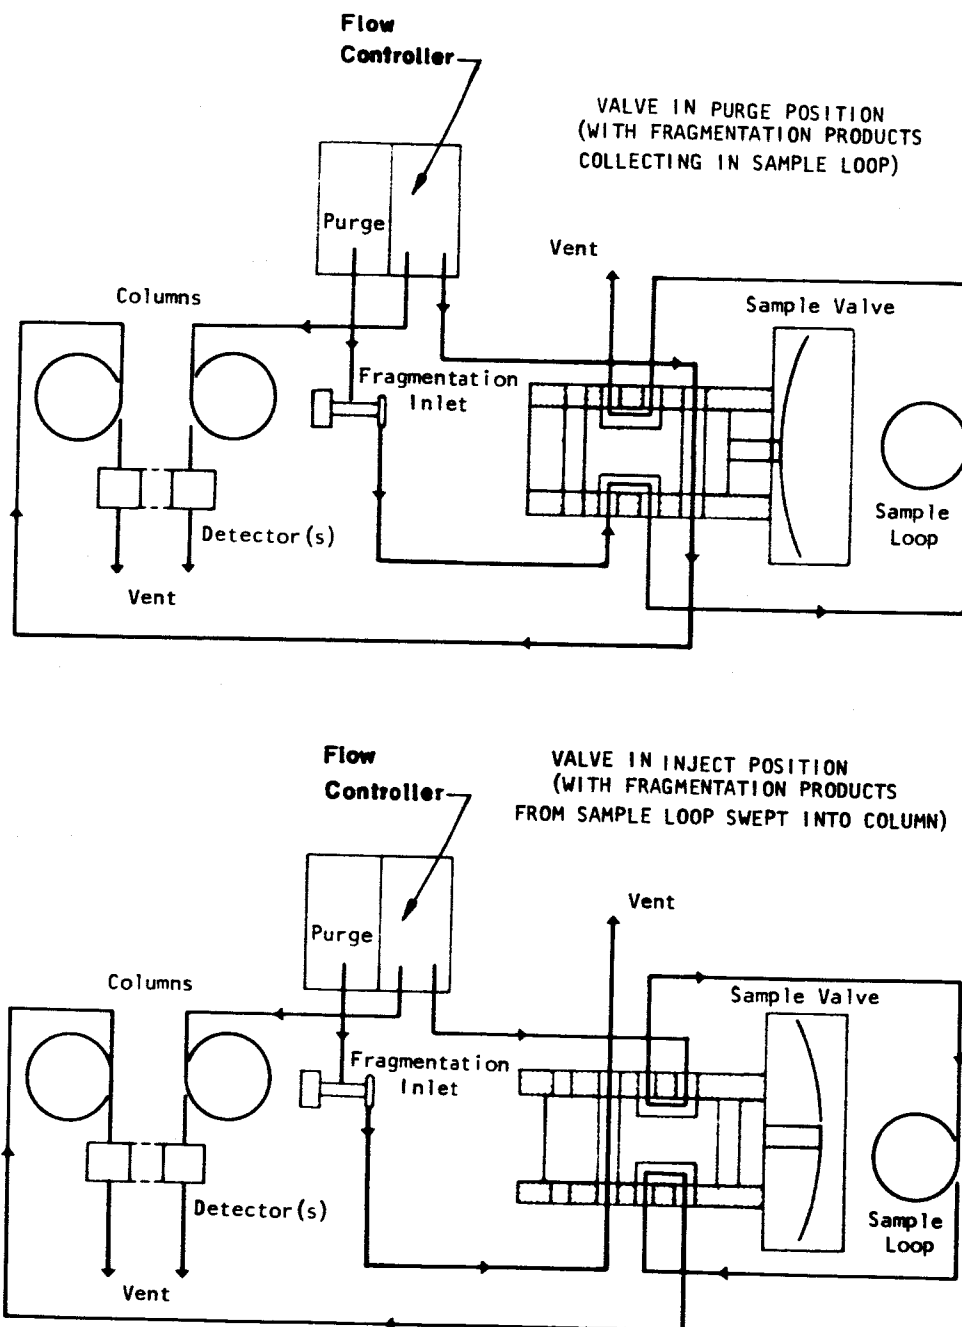 Flow
Controller
VALVE IN PURGE POSITION
(WITH FRAGMENTATION PRODUCTS
COLLECTING IN SAMPLE LOOP)
Purge
Vent
Columns
Sample Valve
Fragmentation
Inlet
Sample
Loop
Detector(s)
Vent
Flow
Controller
VALVE IN INJECT POSITION
(WITH FRAGMENTATION PRODUCTS
FROM SAMPLE LOOP SWEPT INTO COLUMN)
Vent
Purge
Columns
Sample Valve
Fragmentation
Inlet
Detector(s)
Sample
Loop
Vent